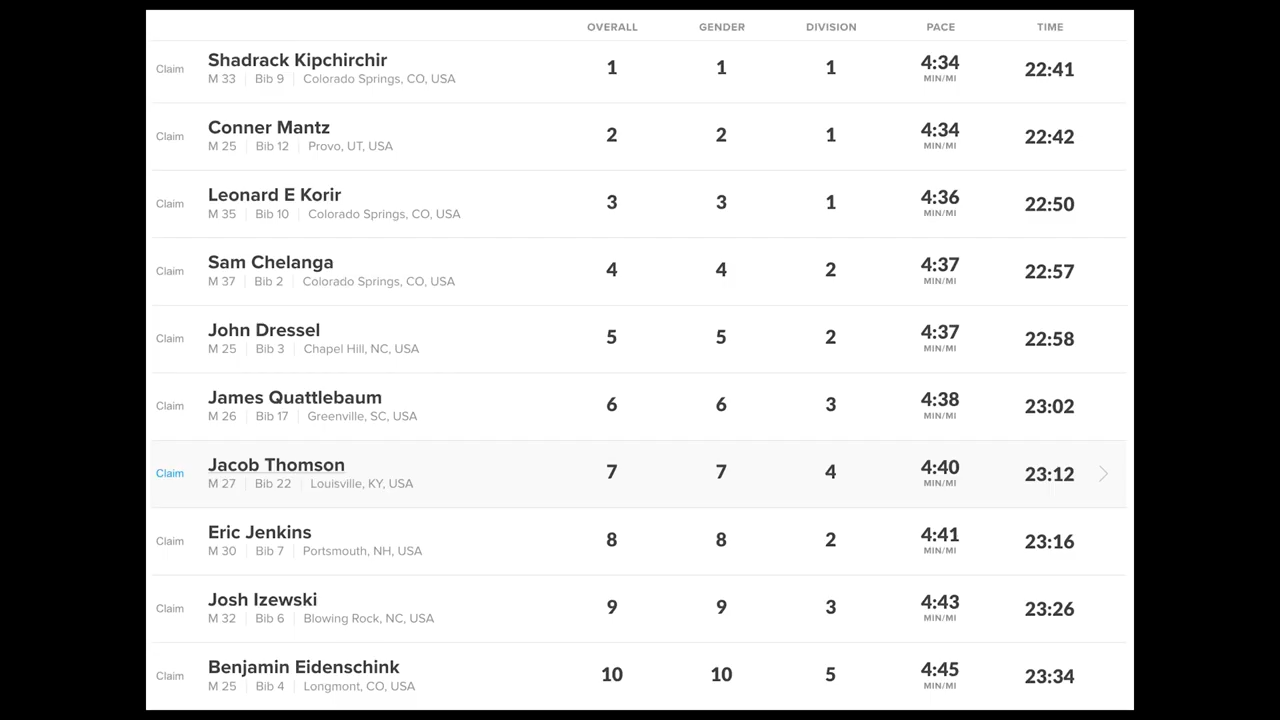 OVERALL GENDER DIVISION PACE TIME
Claim Shadrack Kipchirchir 1 1 1 4:34 22:41
M 33 Bib 9 Colorado Springs, CO, USA MIN/MI
Claim Conner Mantz 2 2 1 4:34 22:42
M 25 Bib 12 Provo, UT, USA MIN/MI
Claim Leonard E Korir 3 3 1 4:36 22:50
M 35 Bib 10 Colorado Springs, CO, USA MIN/MI
Claim Sam Chelanga 4 4 2 4:37 22:57
M 37 Bib 2 Colorado Springs, CO, USA MIN/MI
Claim John Dressel 5 5 2 4:37 22:58
M 25 Bib 3 Chapel Hill, NC, USA MIN/MI
Claim James Quattlebaum 6 6 3 4:38 23:02
M 26 Bib 17 Greenville, SC, USA MIN/MI
Claim Jacob Thomson 7 7 4 4:40 23:12
M 27 Bib 22 Louisville, KY, USA MIN/MI
Claim Eric Jenkins 8 8 2 4:41 23:16
M 30 Bib 7 Portsmouth, NH, USA MIN/MI
Claim Josh Izewski 9 9 3 4:43 23:26
M 32 Bib 6 Blowing Rock, NC, USA MIN/MI
Claim Benjamin Eidenschink 10 10 5 4:45 23:34
M 25 Bib 4 Longmont, CO, USA MIN/MI